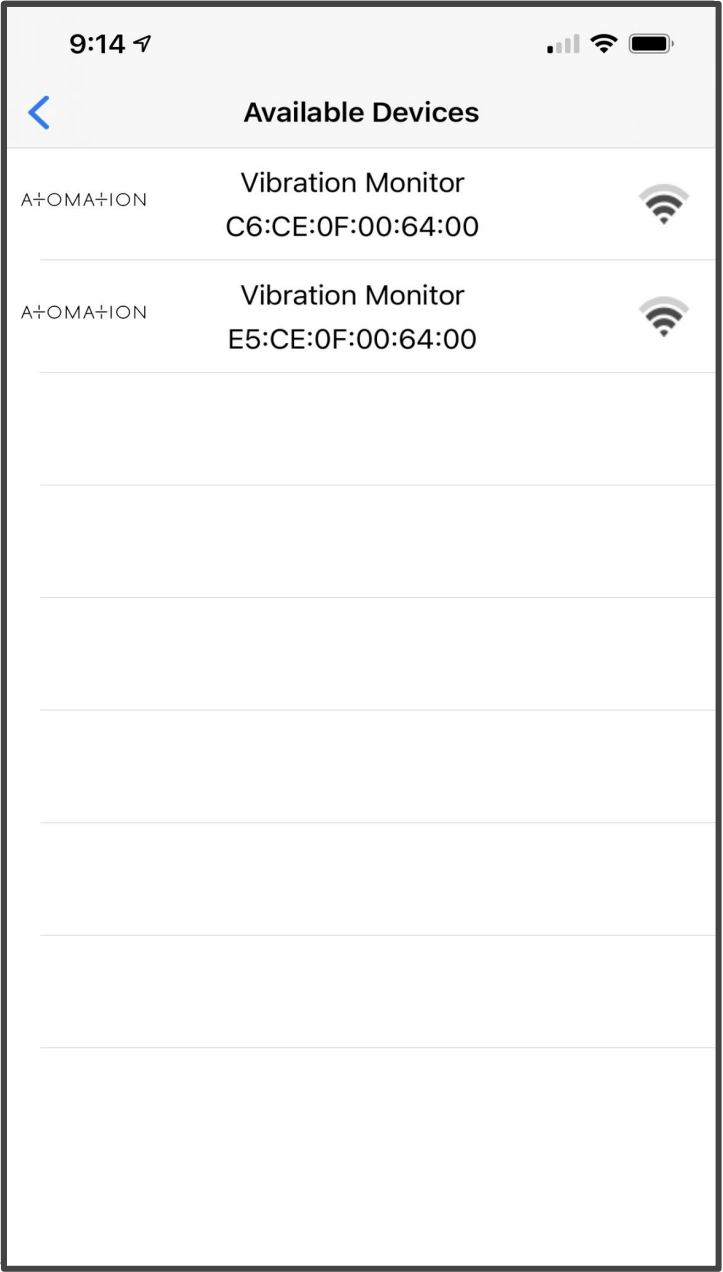 9:14
Available Devices
A÷OMA÷ION
Vibration Monitor
C6:CE:0F:00:64:00
A÷OMA÷ION
Vibration Monitor
E5:CE:0F:00:64:00